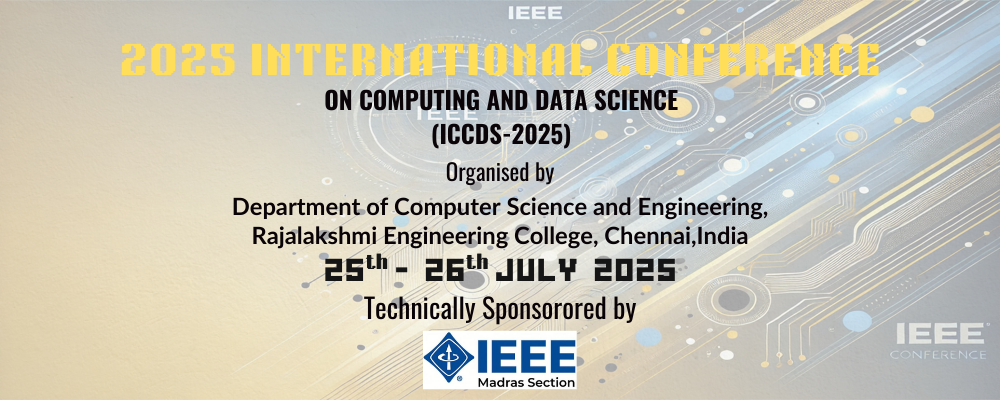 IEEE
2025 INTERNATIONAL CONFERENCE
ON COMPUTING AND DATA SCIENCE
IEEE
(ICCDS-2025)
Organised by
Department of Computer Science and Engineering,
Rajalakshmi Engineering College, Chennai,India
25th - 26th JULY 2025
Technically Sponsorored by
IEEE
CONFERENCE
IEEE
Madras Section